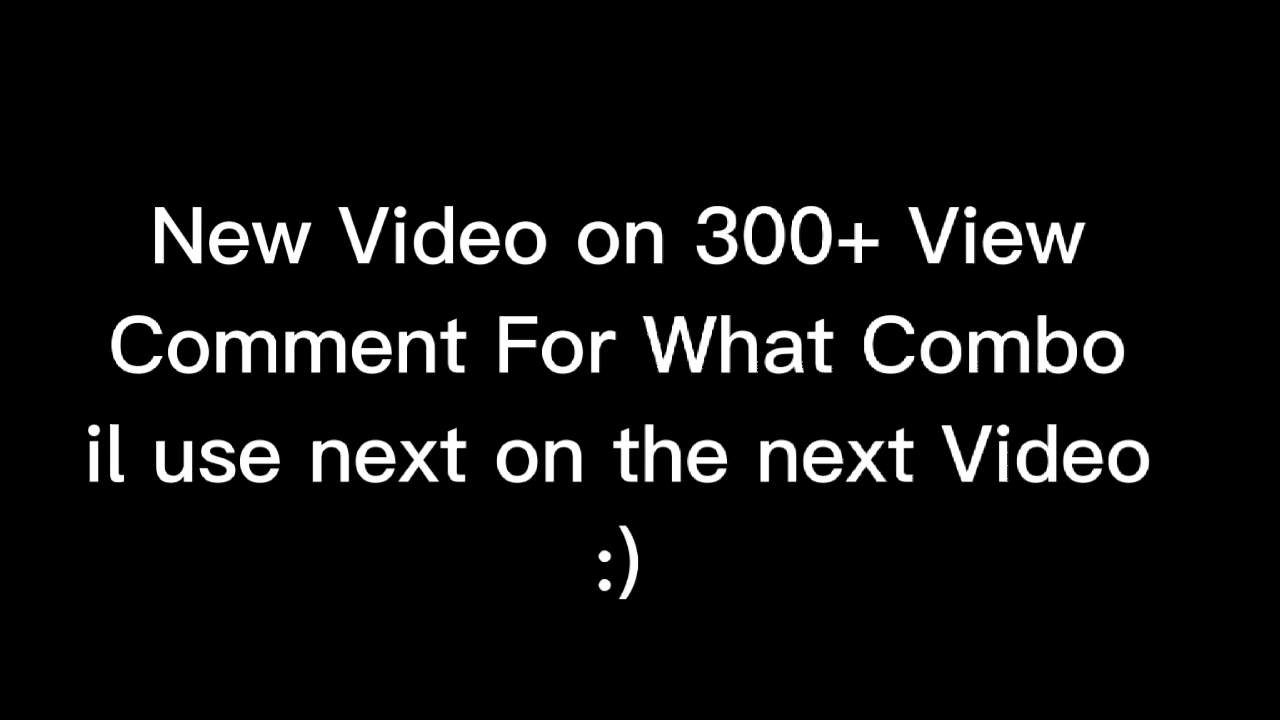 New Video on 300+ View
Comment For What Combo
il use next on the next Video
:)